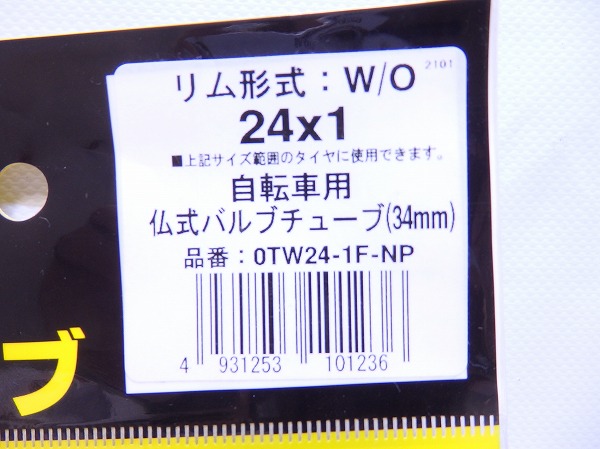 リム形式：W/O 2101
24x1
■上記サイズ範囲のタイヤに使用できます。
自転車用
仏式バルブチューブ(34mm)
品番：0TW24-1F-NP
4 931253 101236
ブ